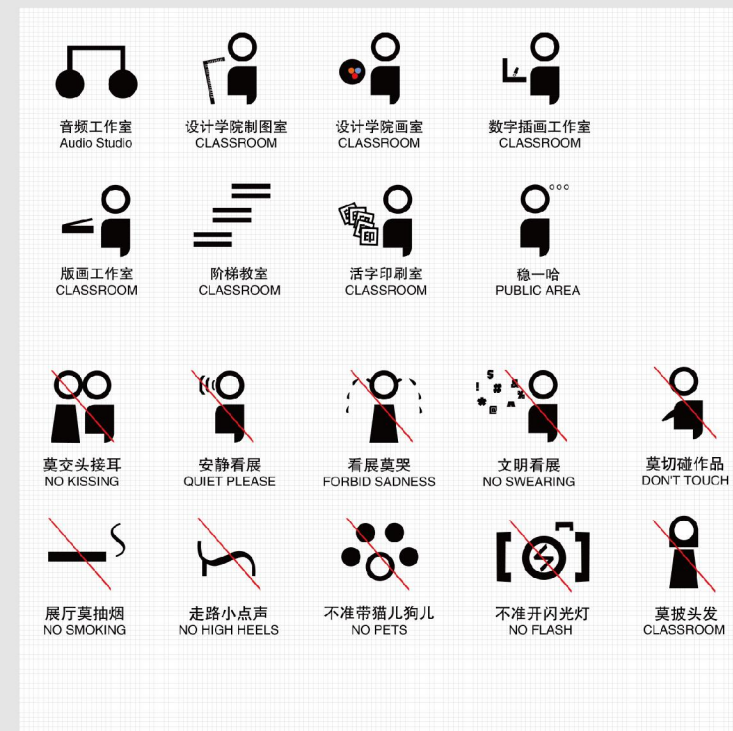 音频工作室
Audio Studio
设计学院制图室
CLASSROOM
设计学院画室
CLASSROOM
数字插画工作室
CLASSROOM
版画工作室
CLASSROOM
阶梯教室
CLASSROOM
印
活字印刷室
CLASSROOM
稳一哈
PUBLIC AREA
莫交头接耳
NO KISSING
安静看展
QUIET PLEASE
看展莫哭
FORBID SADNESS
! $ # & % * @
文明看展
NO SWEARING
莫切碰作品
DON'T TOUCH
展厅莫抽烟
NO SMOKING
走路小点声
NO HIGH HEELS
不准带猫儿狗儿
NO PETS
不准开闪光灯
NO FLASH
莫披头发
CLASSROOM